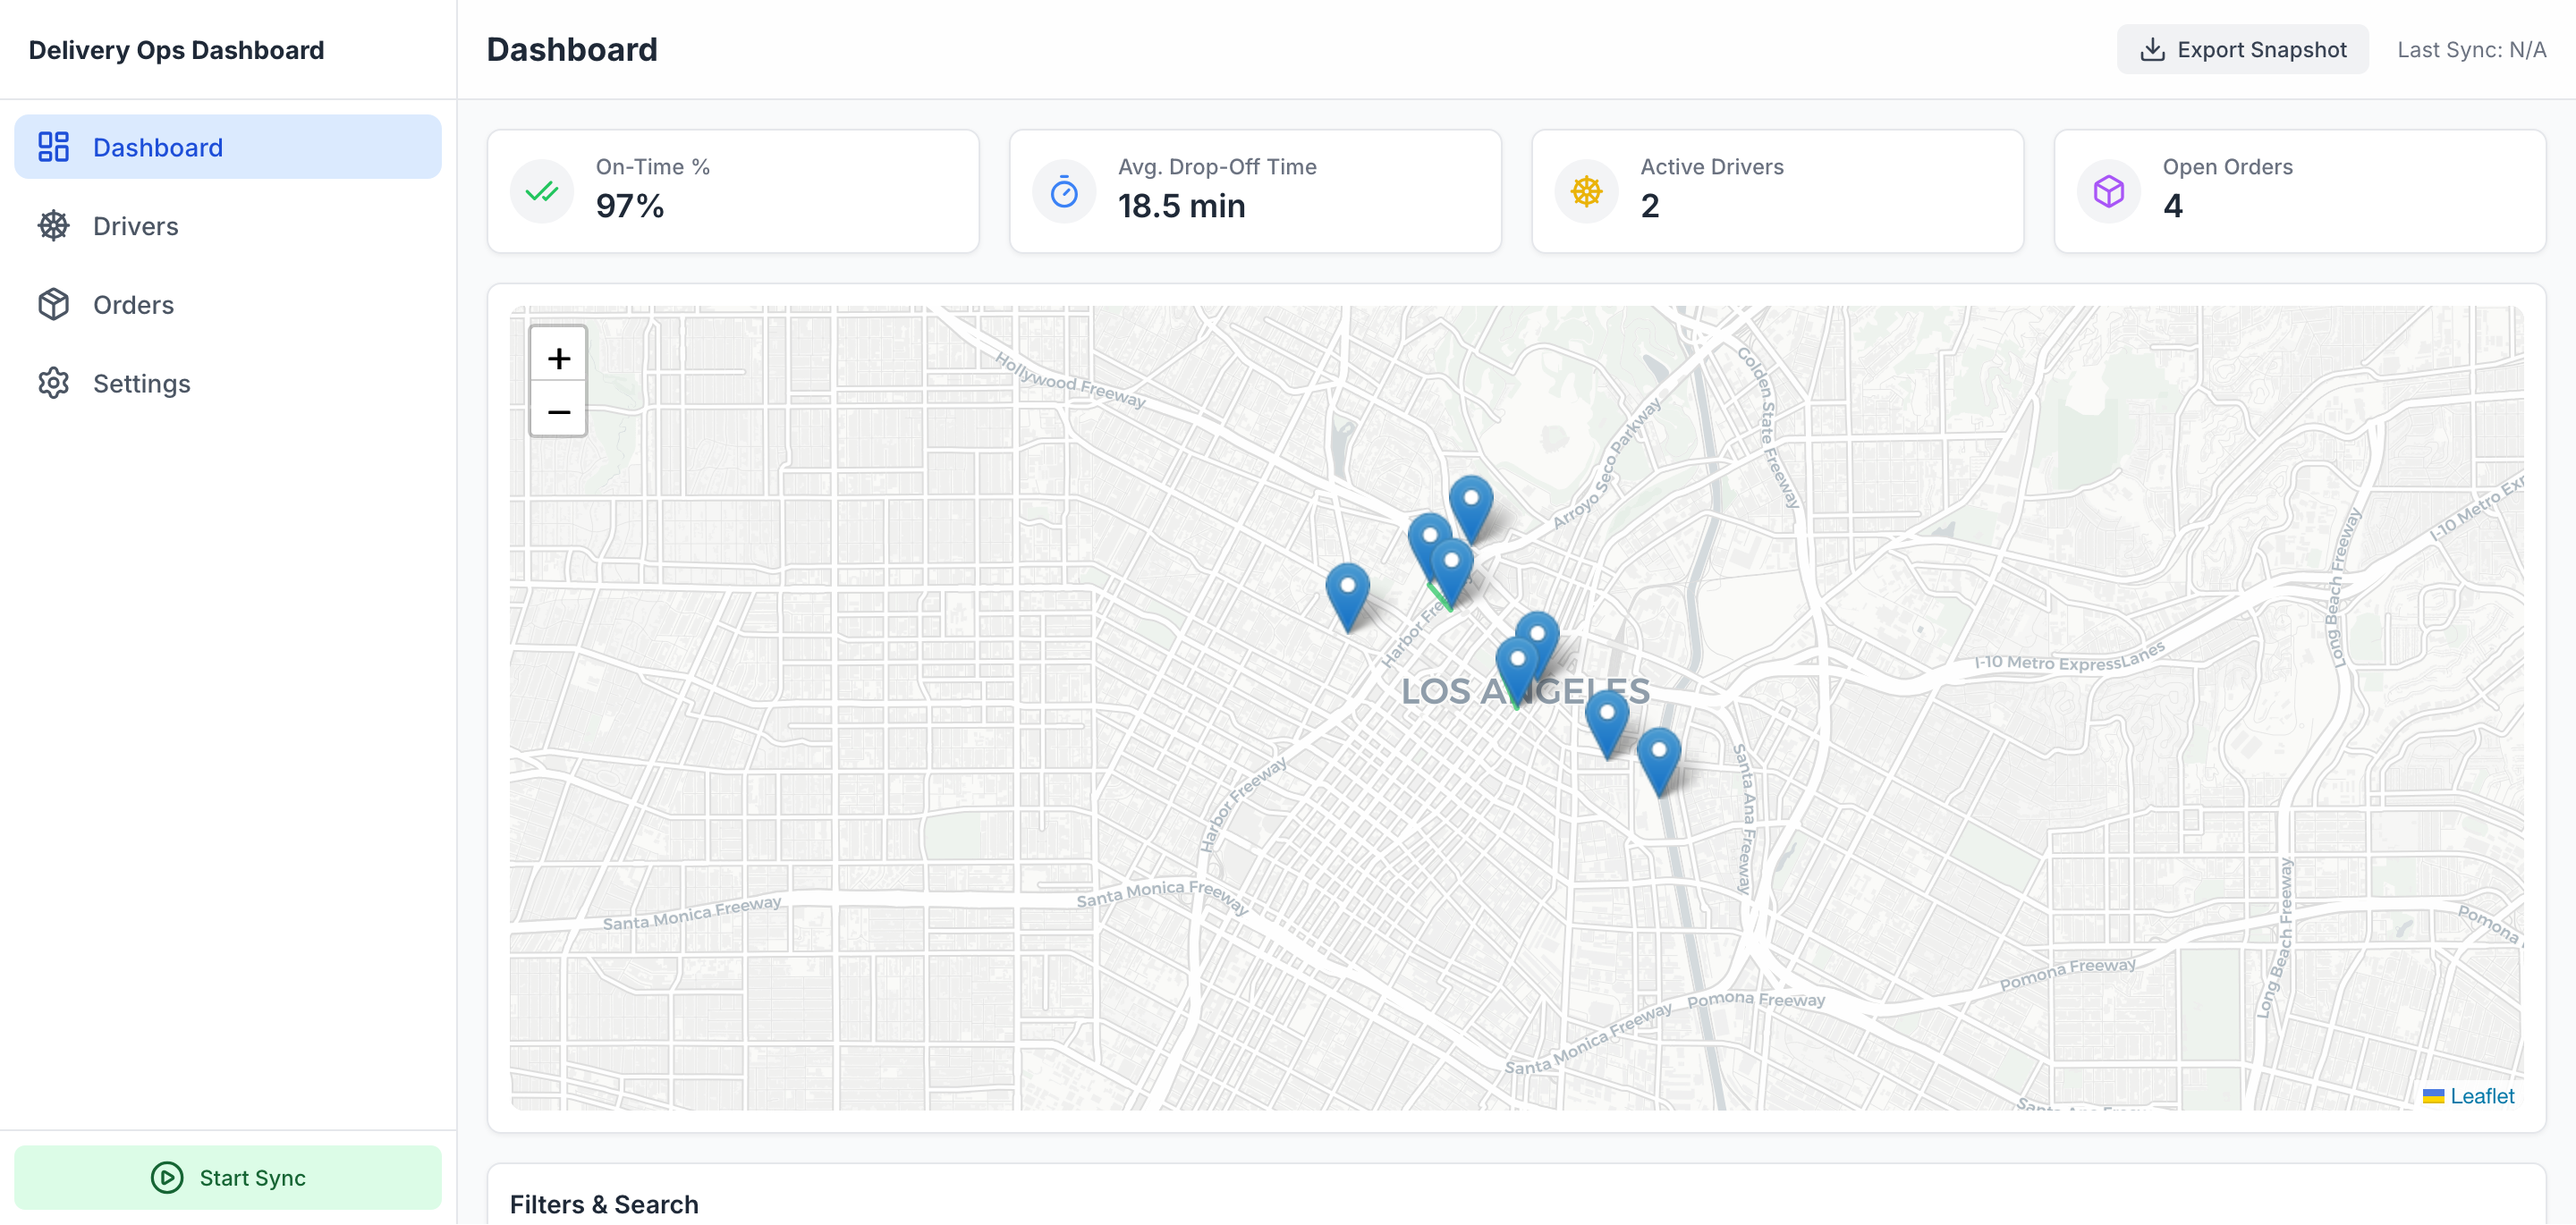 Delivery Ops Dashboard
Dashboard
Drivers
Orders
Settings
Start Sync
Dashboard
Export Snapshot
Last Sync: N/A
On-Time %
97%
Avg. Drop-Off Time
18.5 min
Active Drivers
2
Open Orders
4
+
−
Hollywood Freeway
Golden State Freeway
Arroyo Seco Parkway
I-10 Metro Exp
Long Beach Freeway
Harbor Fre
I-10 Metro ExpressLanes
LOS ANGELES
Harbor Freeway
Santa Ana Freeway
Santa Monica Freeway
Santa Monica Freeway
Pomona
Long Beach Freeway
Pomona Freeway
Pomona Freeway
Santa Monica Freeway
Leaflet
Filters & Search